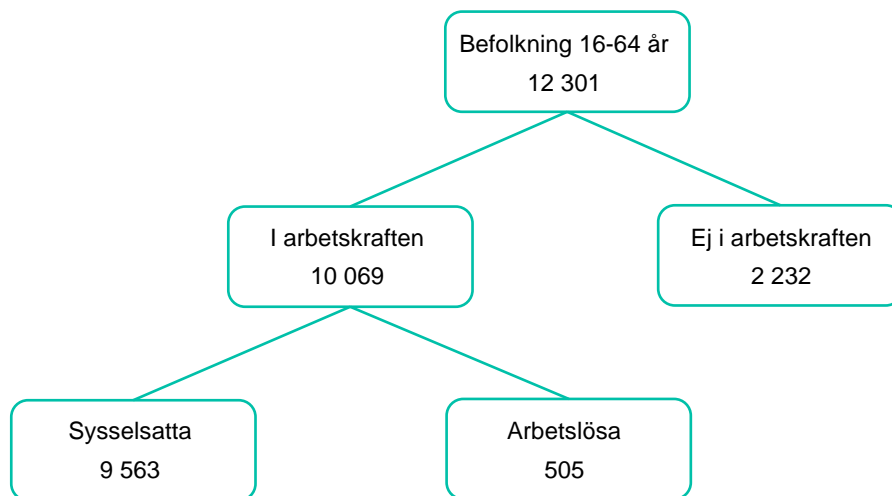 Befolkning 16-64 år
12 301
I arbetskraften
10 069
Ej i arbetskraften
2 232
Sysselsatta
9 563
Arbetslösa
505